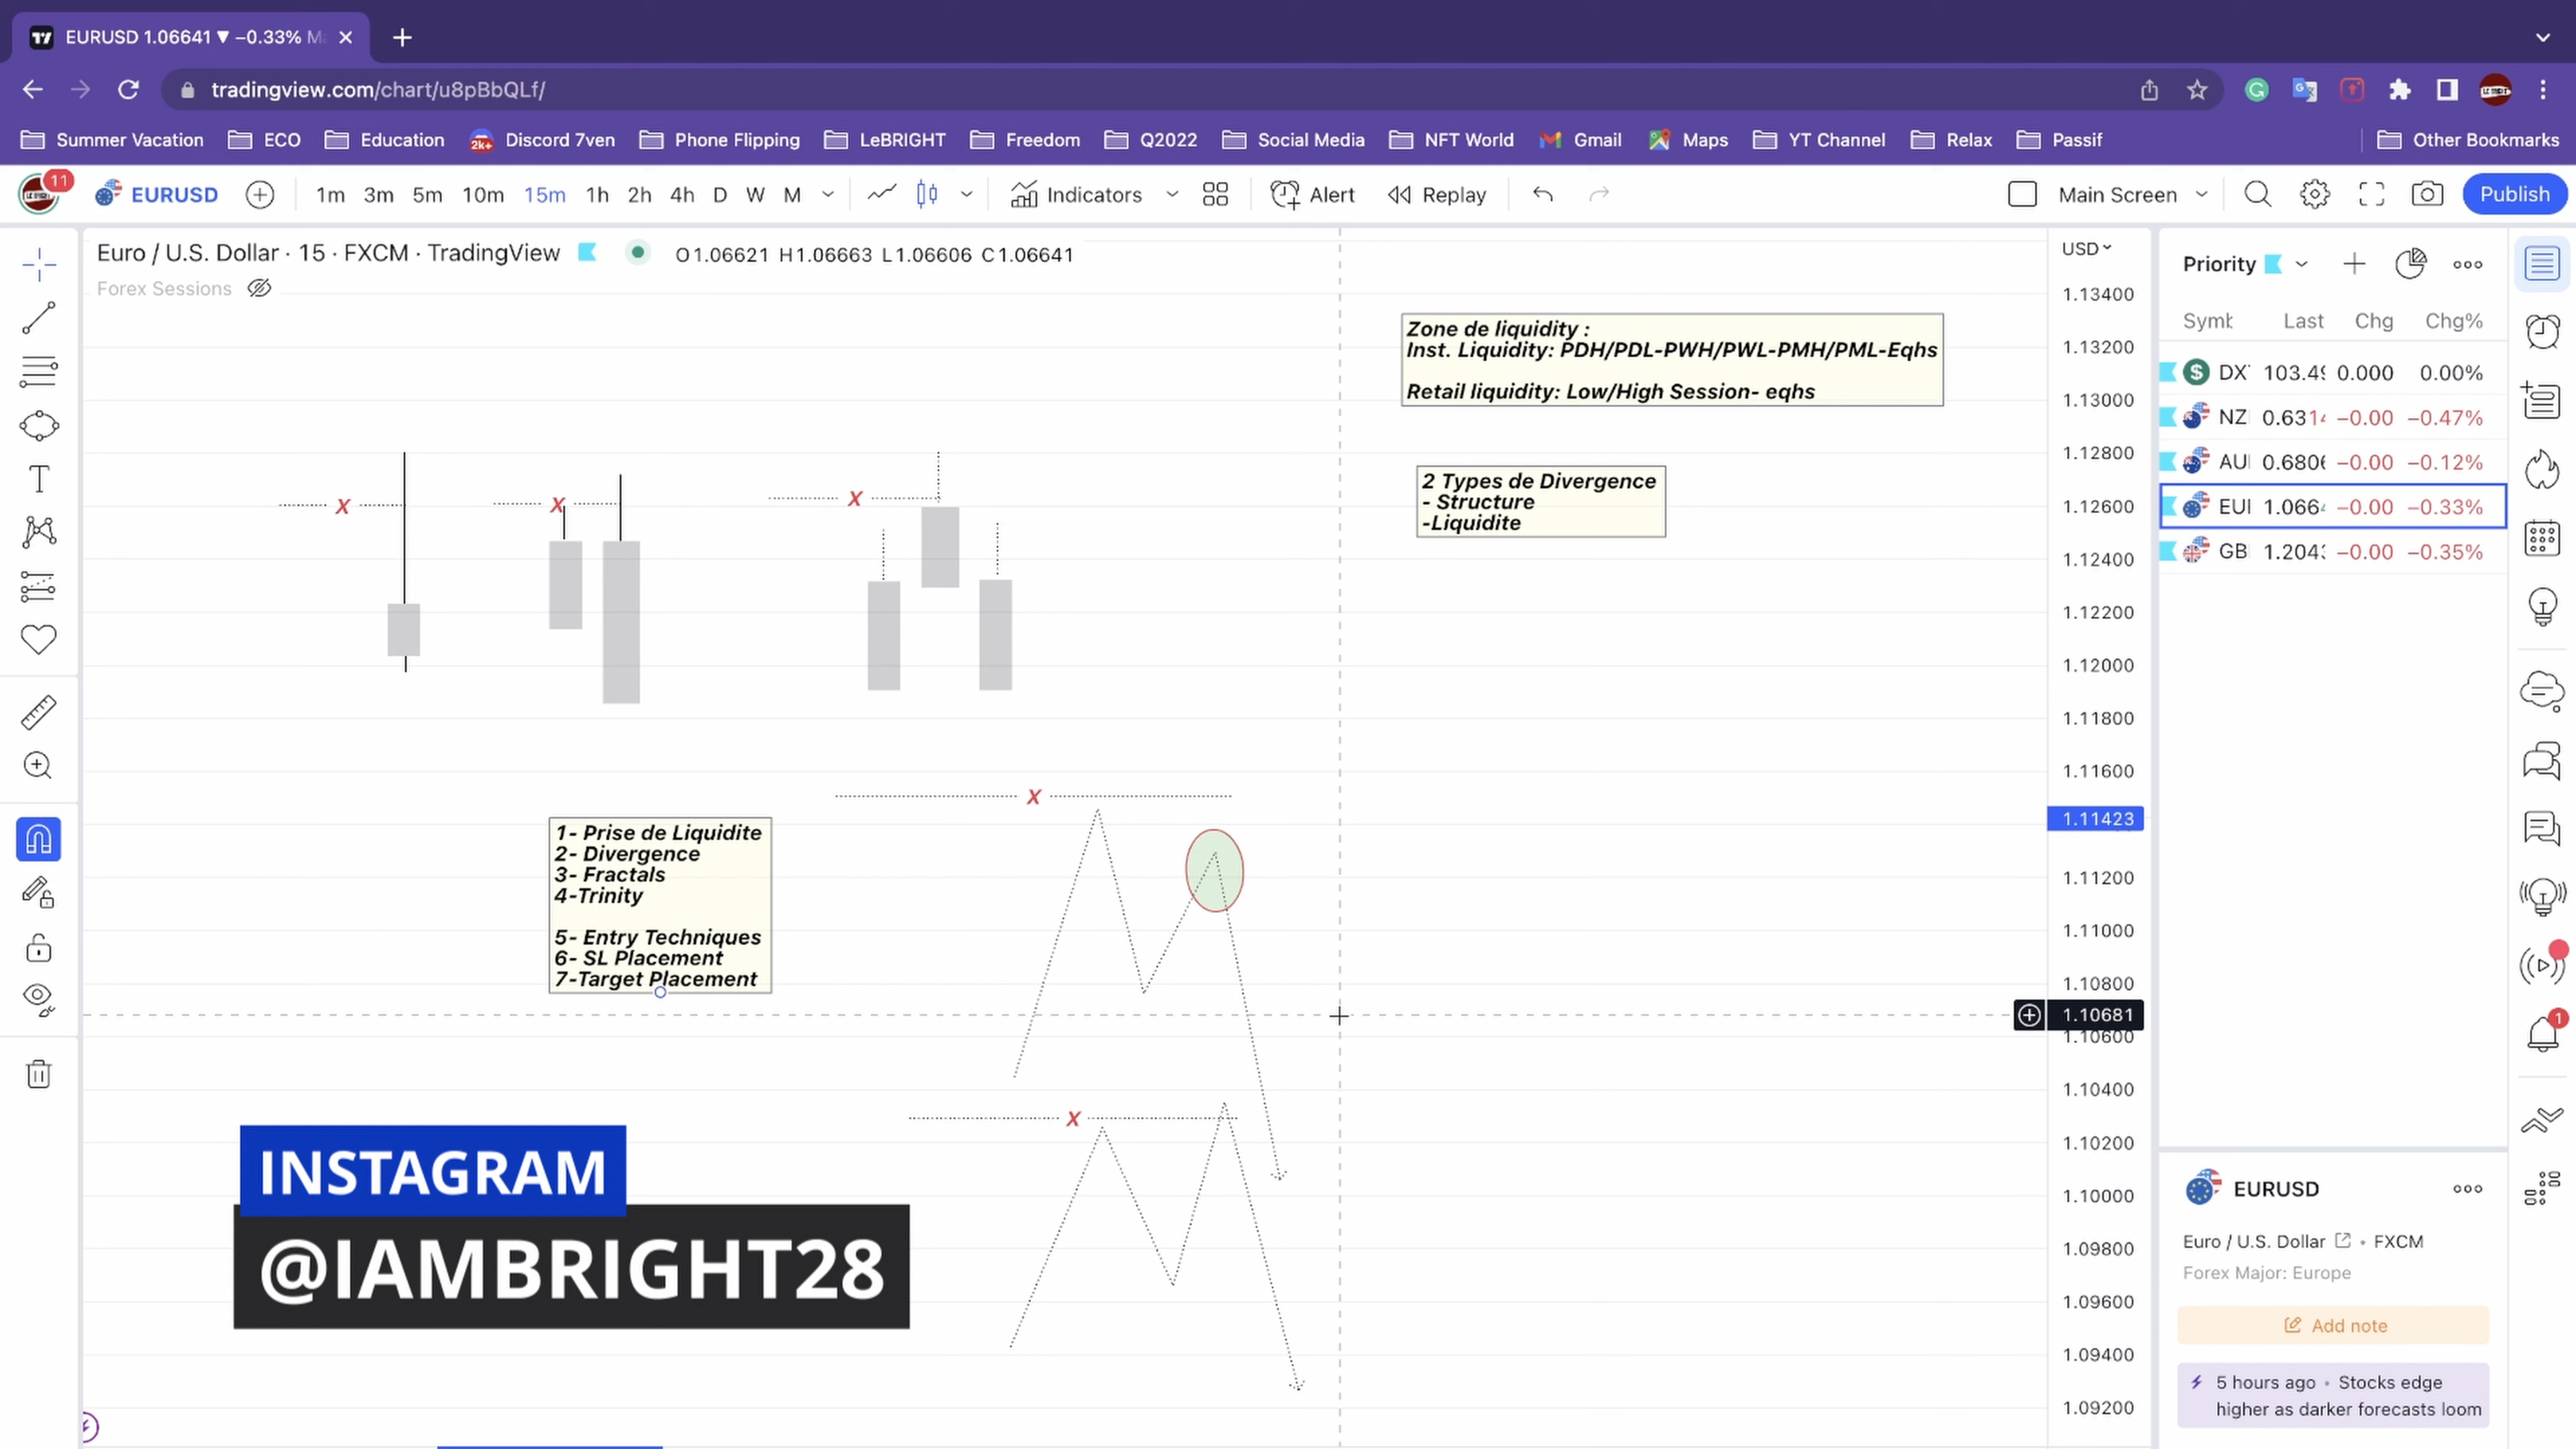 EURUSD 1.06641 ▼ −0.33%
tradingview.com/chart/u8pBbQLf/
Summer Vacation
ECO
Education
2k+
Discord 7ven
Phone Flipping
LeBRIGHT
Freedom
Q2022
Social Media
NFT World
Gmail
Maps
YT Channel
Relax
Passif
Other Bookmarks
11
EURUSD
1m 3m 5m 10m 15m 1h 2h 4h D W M
Indicators
Alert
Replay
Main Screen
Publish
Euro / U.S. Dollar · 15 · FXCM · TradingView
O1.06621 H1.06663 L1.06606 C1.06641
Forex Sessions
Zone de liquidity :
Inst. Liquidity: PDH/PDL-PWH/PWL-PMH/PML-Eqhs
Retail liquidity: Low/High Session- eqhs
2 Types de Divergence
- Structure
-Liquidite
X
X
X
X
1- Prise de Liquidite
2- Divergence
3- Fractals
4-Trinity
5- Entry Techniques
6- SL Placement
7-Target Placement
X
INSTAGRAM
@IAMBRIGHT28
USD
1.13400
1.13200
1.13000
1.12800
1.12600
1.12400
1.12200
1.12000
1.11800
1.11600
1.11423
1.11200
1.11000
1.10800
1.10681
1.10600
1.10400
1.10200
1.10000
1.09800
1.09600
1.09400
1.09200
Priority
Last Chg Chg%
0.000 0.00%
NZ −0.00 −0.47%
−0.00 −0.12%
−0.00 −0.33%
GB −0.00 −0.35%
1
EURUSD
Euro / U.S. Dollar • FXCM
Forex Major: Europe
Add note
5 hours ago • Stocks edge
higher as darker forecasts loom